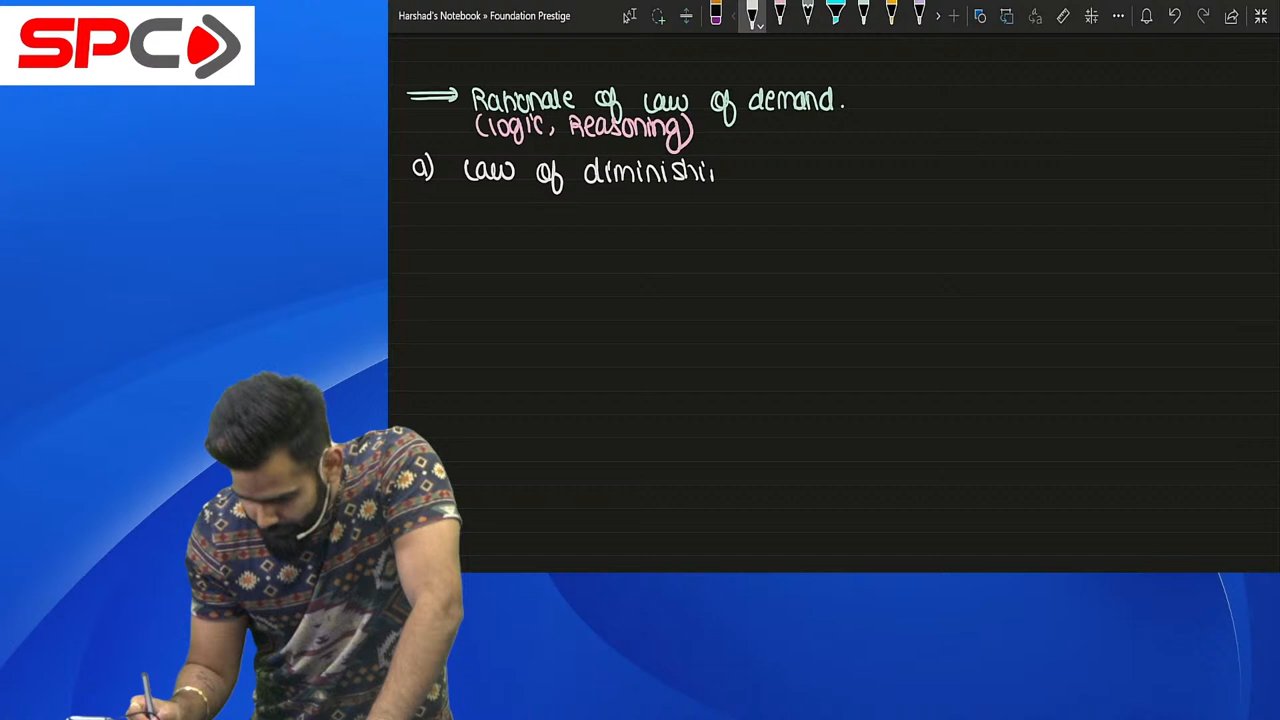 SPC
Harshad's Notebook » Foundation Prestige
⟹ Rationale of law of demand.
(logic, Reasoning)
a) Law of diminishi